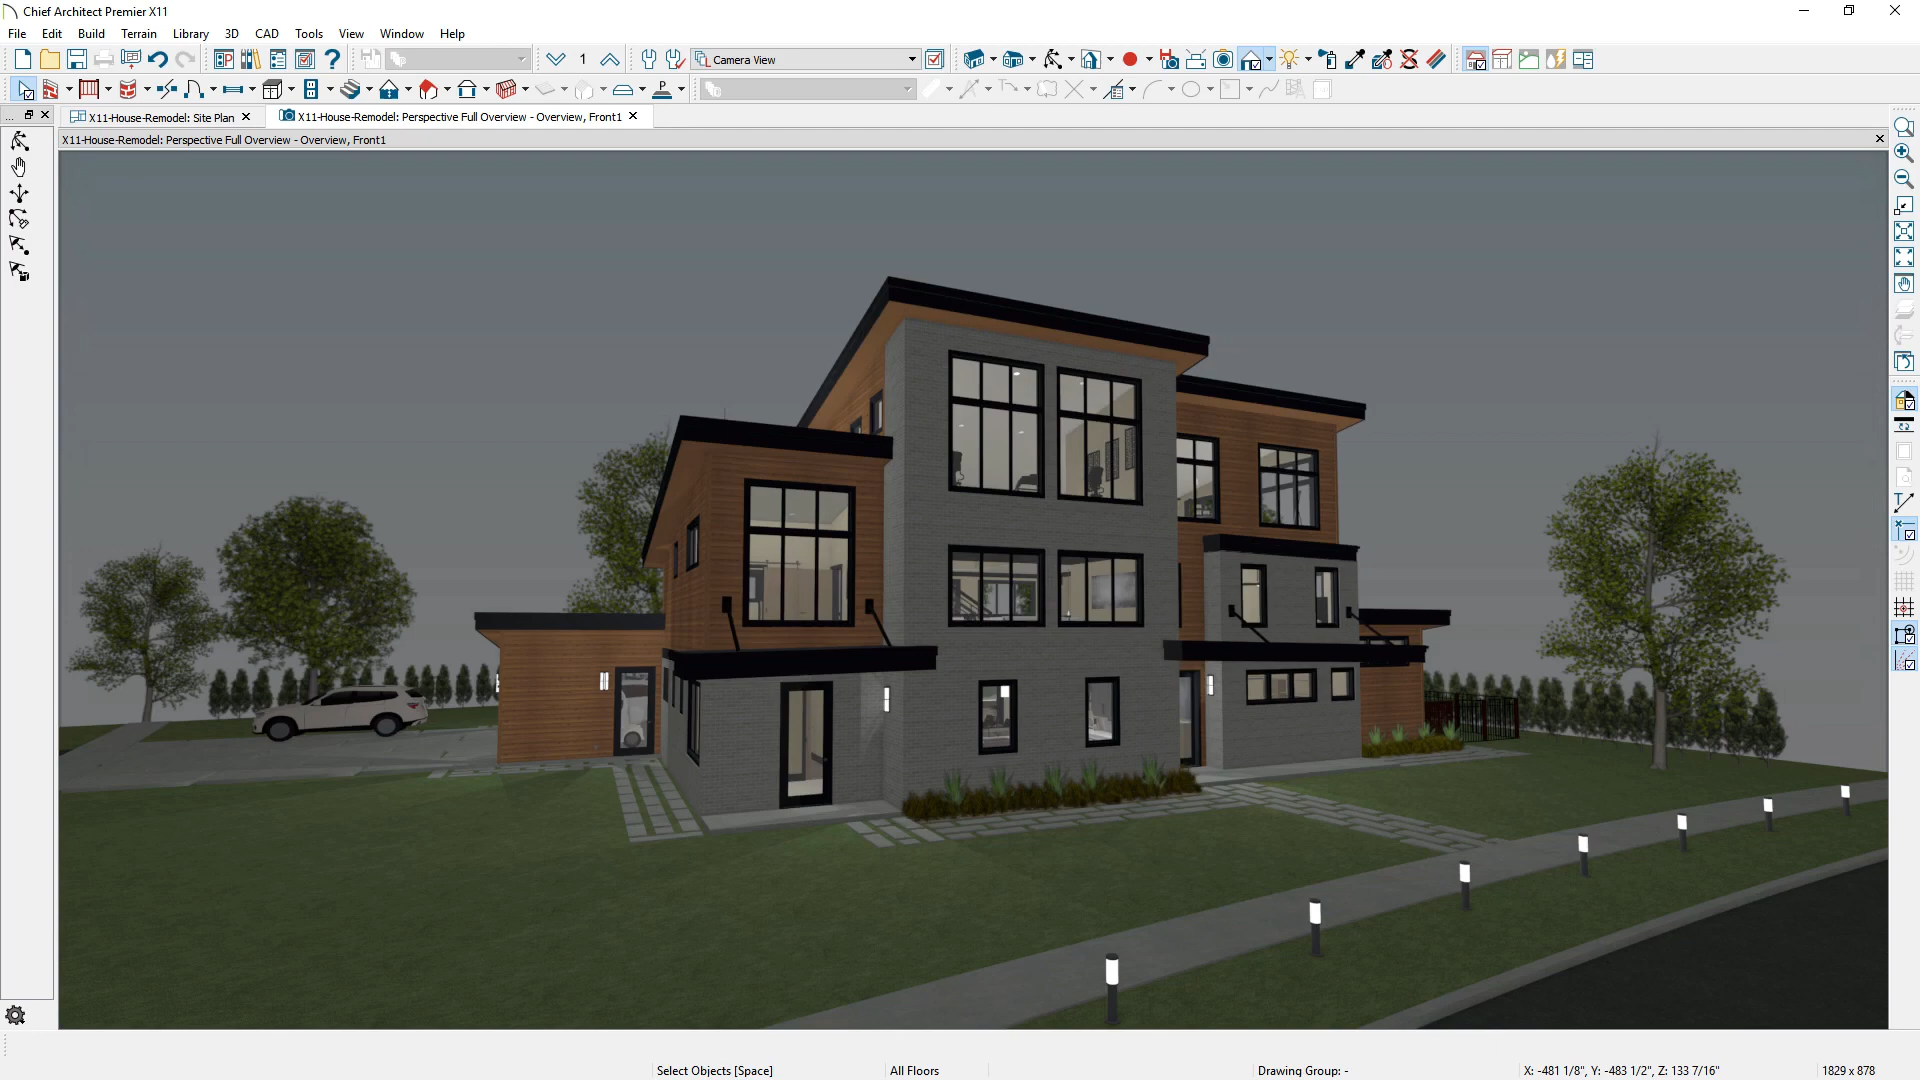 Chief Architect Premier X11
File Edit Build Terrain Library 3D CAD Tools View Window Help
1 Camera View
P
X11-House-Remodel: Site Plan X11-House-Remodel: Perspective Full Overview - Overview, Front1
X11-House-Remodel: Perspective Full Overview - Overview, Front1
Select Objects [Space] All Floors Drawing Group: - X: -481 1/8", Y: -483 1/2", Z: 133 7/16" 1829 x 878